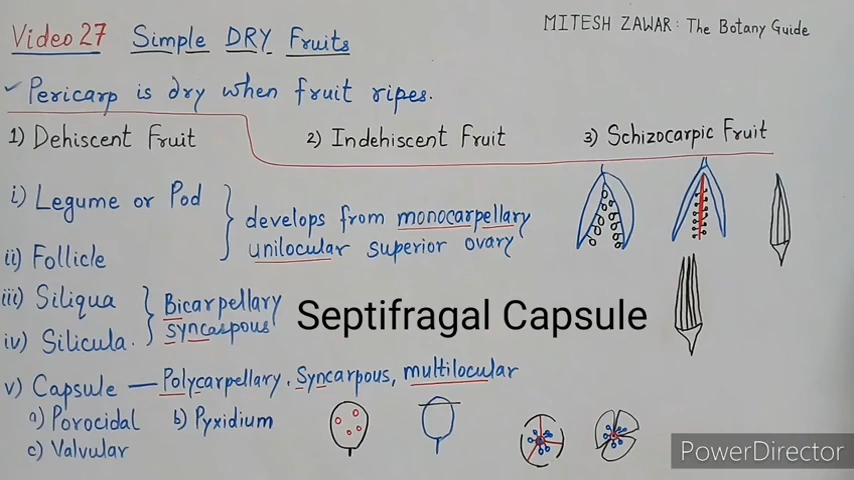 MITESH ZAWAR: The Botany Guide
Video 27 Simple DRY Fruits
✓ Pericarp is dry when fruit ripes.
1) Dehiscent Fruit 2) Indehiscent Fruit 3) Schizocarpic Fruit
i) Legume or Pod
ii) Follicle
develops from monocarpellary
unilocular superior ovary
iii) Siliqua
iv) Silicula.
Bicarpellary
syncarpous
Septifragal Capsule
v) Capsule — Polycarpellary, Syncarpous, multilocular
a) Porocidal b) Pyxidium
c) Valvular
PowerDirector